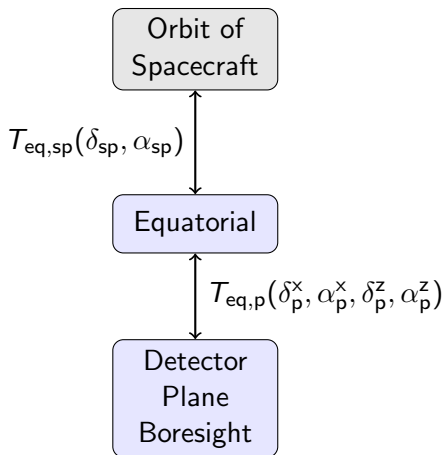 Orbit of
Spacecraft
T_eq,sp(δ_sp, α_sp)
Equatorial
T_eq,p(δ_p^x, α_p^x, δ_p^z, α_p^z)
Detector
Plane
Boresight